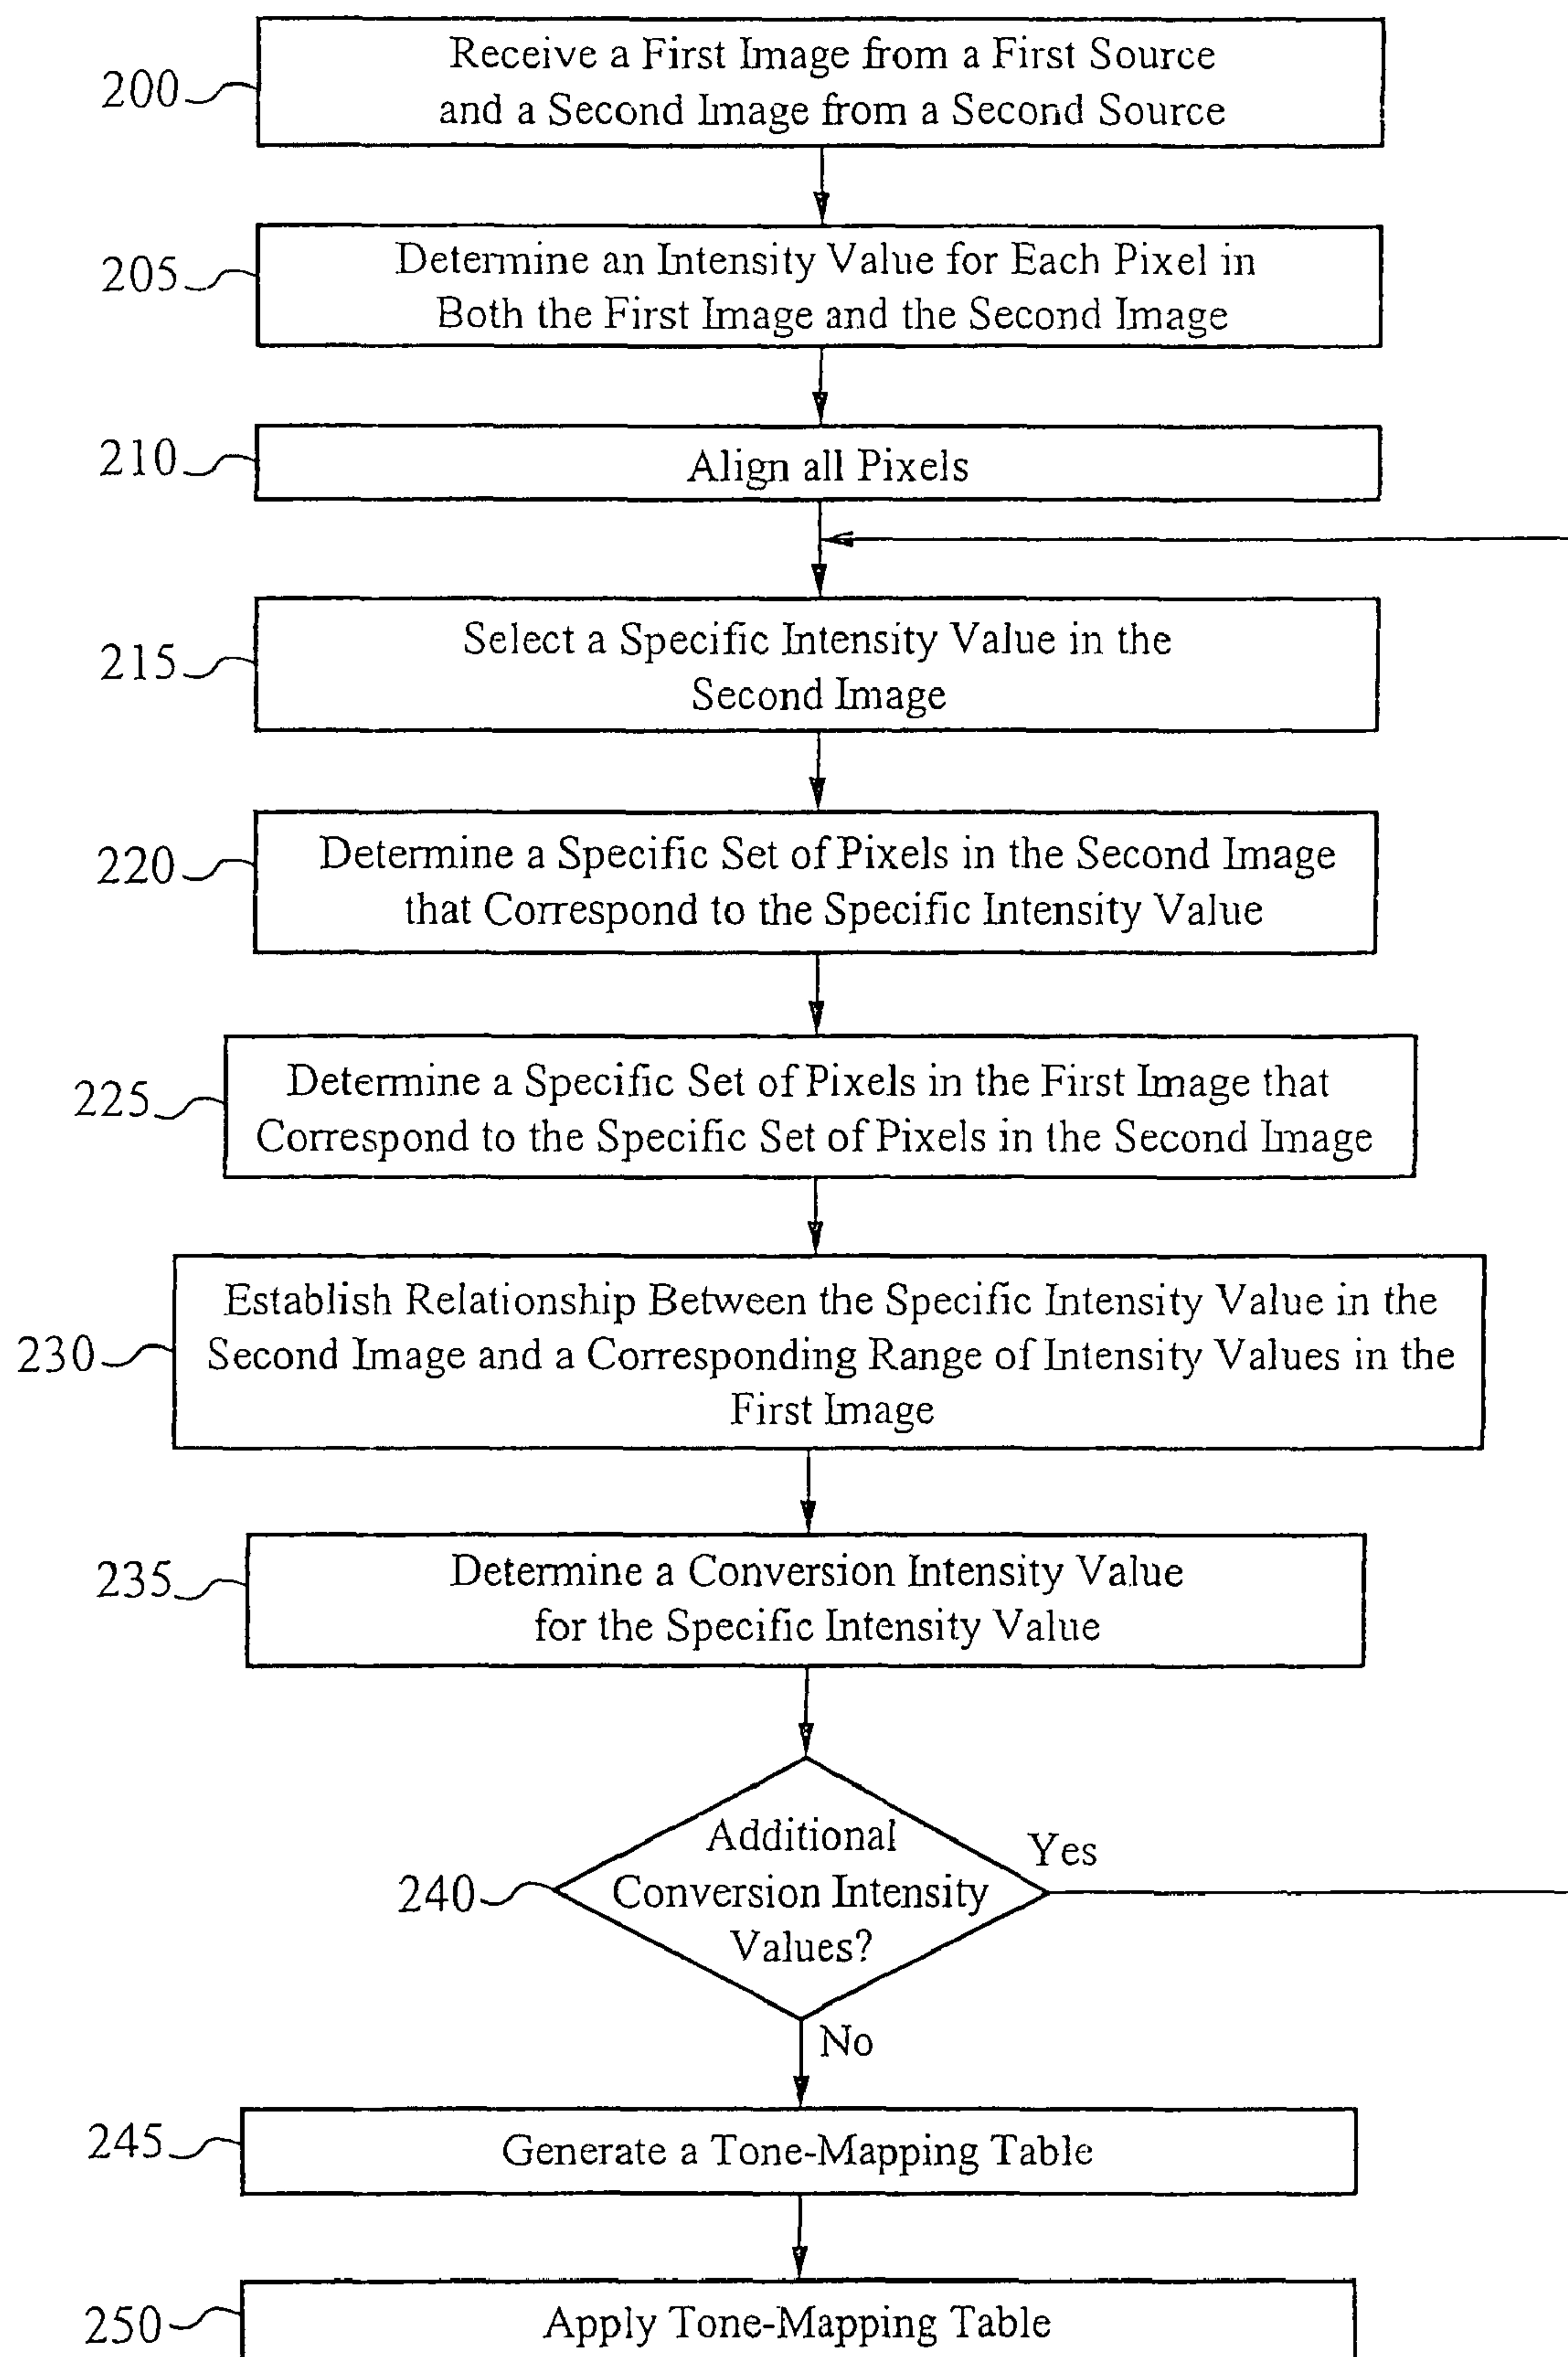 200
Receive a First Image from a First Source
and a Second Image from a Second Source
205
Determine an Intensity Value for Each Pixel in
Both the First Image and the Second Image
210
Align all Pixels
215
Select a Specific Intensity Value in the
Second Image
220
Determine a Specific Set of Pixels in the Second Image
that Correspond to the Specific Intensity Value
225
Determine a Specific Set of Pixels in the First Image that
Correspond to the Specific Set of Pixels in the Second Image
230
Establish Relationship Between the Specific Intensity Value in the
Second Image and a Corresponding Range of Intensity Values in the
First Image
235
Determine a Conversion Intensity Value
for the Specific Intensity Value
240
Additional
Conversion Intensity
Values?
Yes
No
245
Generate a Tone-Mapping Table
250
Apply Tone-Mapping Table